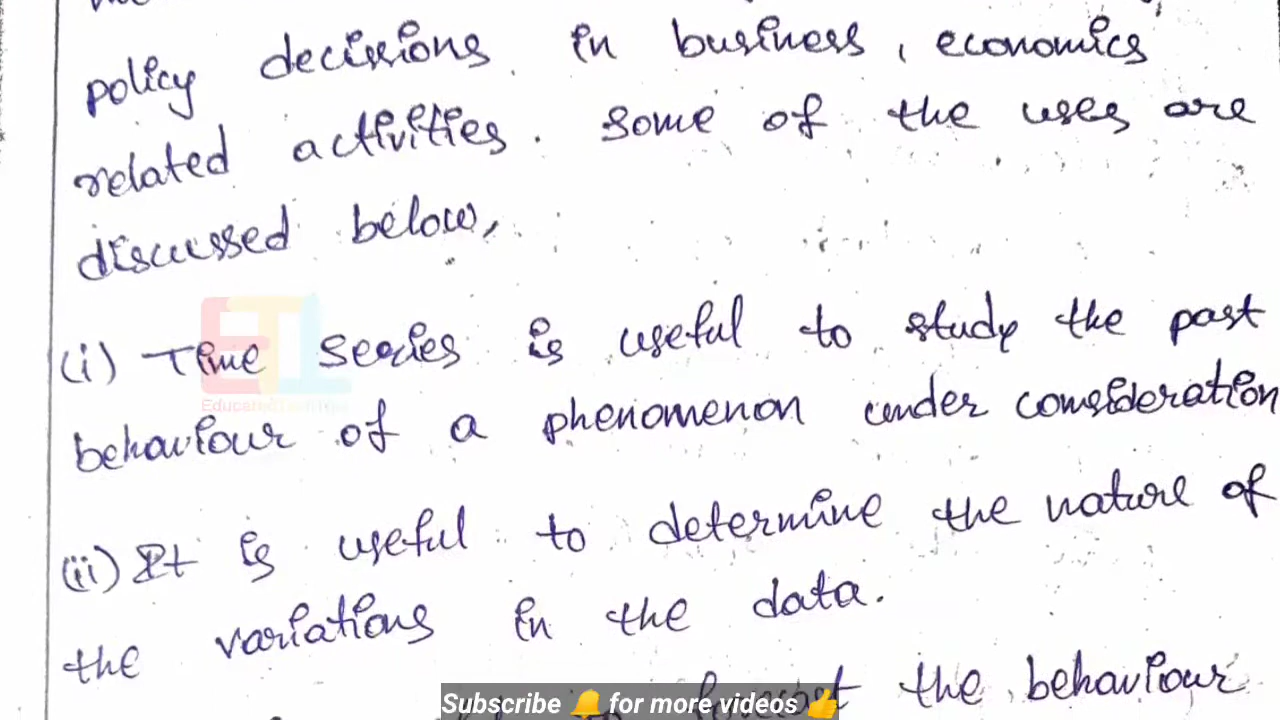 policy decissions in business, economics
related activities. Some of the uses are
discussed below,
(i) Time series is useful to study the past
behaviour of a phenomenon under consideration
(ii) It is useful to determine the nature of
the variations in the data.
forecast the behaviour
Subscribe 🔔 for more videos 👍